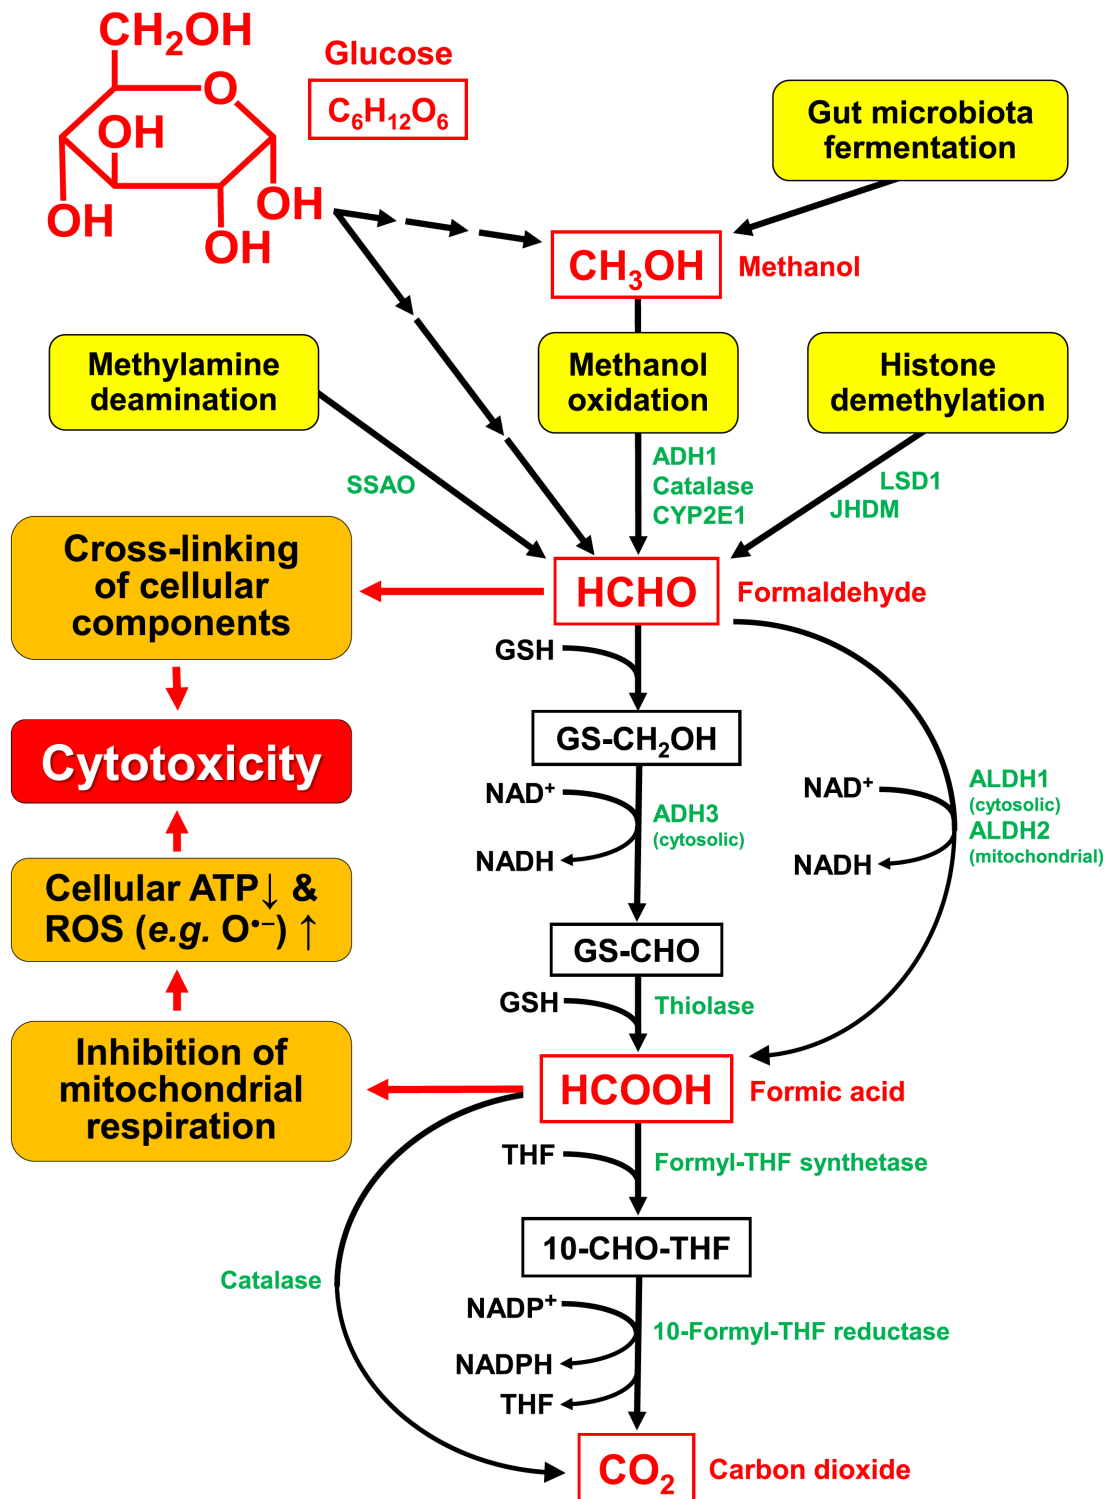 CH₂OH
O
OH
OH
OH
OH
Glucose
C₆H₁₂O₆
Gut microbiota
fermentation
CH₃OH
Methanol
Methylamine
deamination
Methanol
oxidation
Histone
demethylation
SSAO
ADH1
Catalase
CYP2E1
LSD1
JHDM
Cross-linking
of cellular
components
HCHO
Formaldehyde
GSH
GS-CH₂OH
Cytotoxicity
NAD⁺
NADH
ADH3
(cytosolic)
NAD⁺
NADH
ALDH1
(cytosolic)
ALDH2
(mitochondrial)
Cellular ATP↓ &
ROS (e.g. O•–) ↑
GS-CHO
GSH
Thiolase
Inhibition of
mitochondrial
respiration
HCOOH
Formic acid
THF
Formyl-THF synthetase
10-CHO-THF
Catalase
NADP⁺
NADPH
THF
10-Formyl-THF reductase
CO₂
Carbon dioxide